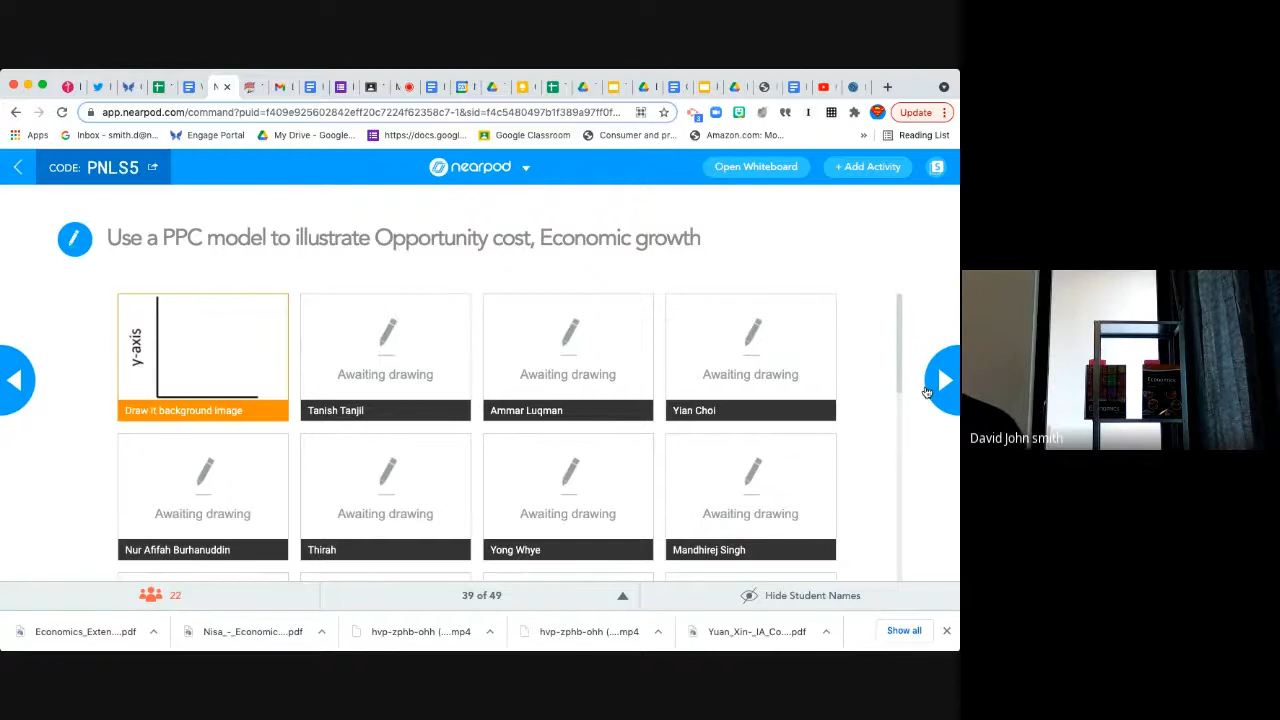 app.nearpod.com/command?puid=f409e925602842eff20c7224f62358c7-1&sid=f4c5480497b1f389a97ff0f...
Update
Apps
Inbox - smith.d@n...
Engage Portal
My Drive - Google...
https://docs.googl...
Google Classroom
Consumer and pr...
Amazon.com: Mo...
»
Reading List
CODE: PNLS5
nearpod
Open Whiteboard
+ Add Activity
S
Use a PPC model to illustrate Opportunity cost, Economic growth
y-axis
Awaiting drawing
Awaiting drawing
Awaiting drawing
Draw It background image
Tanish Tanjil
Ammar Luqman
Yian Choi
Awaiting drawing
Awaiting drawing
Awaiting drawing
Awaiting drawing
Nur Afifah Burhanuddin
Thirah
Yong Whye
Mandhirej Singh
22
39 of 49
Hide Student Names
Economics_Exten....pdf
Nisa_-_Economic....pdf
hvp-zphb-ohh (....mp4
hvp-zphb-ohh (....mp4
Yuan_Xin-_IA_Co....pdf
Show all
Economics
Economics
David John smith